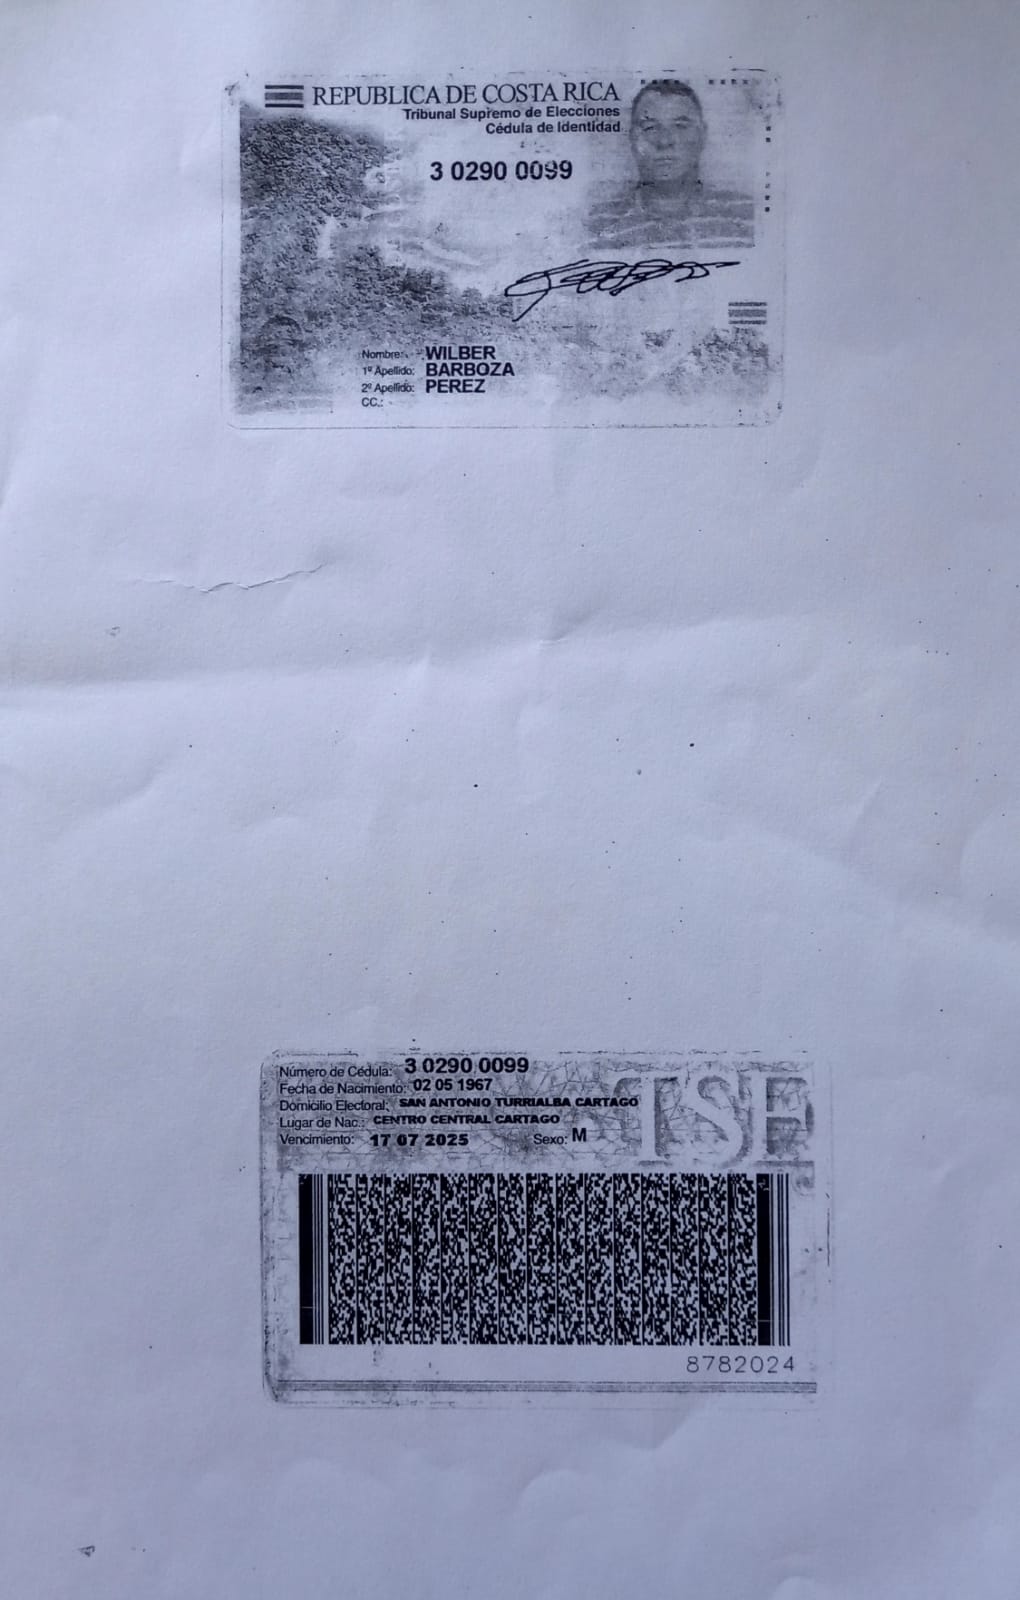 REPUBLICA DE COSTA RICA
Tribunal Supremo de Elecciones
Cédula de Identidad
3 0290 0099
Nombre: WILBER
1º Apellido: BARBOZA
2º Apellido: PEREZ
CC.:
Número de Cédula: 3 0290 0099
Fecha de Nacimiento: 02 05 1967
Domicilio Electoral: SAN ANTONIO TURRIALBA CARTAGO
Lugar de Nac.: CENTRO CENTRAL CARTAGO
Vencimiento: 17 07 2025 Sexo: M
TSE
8782024